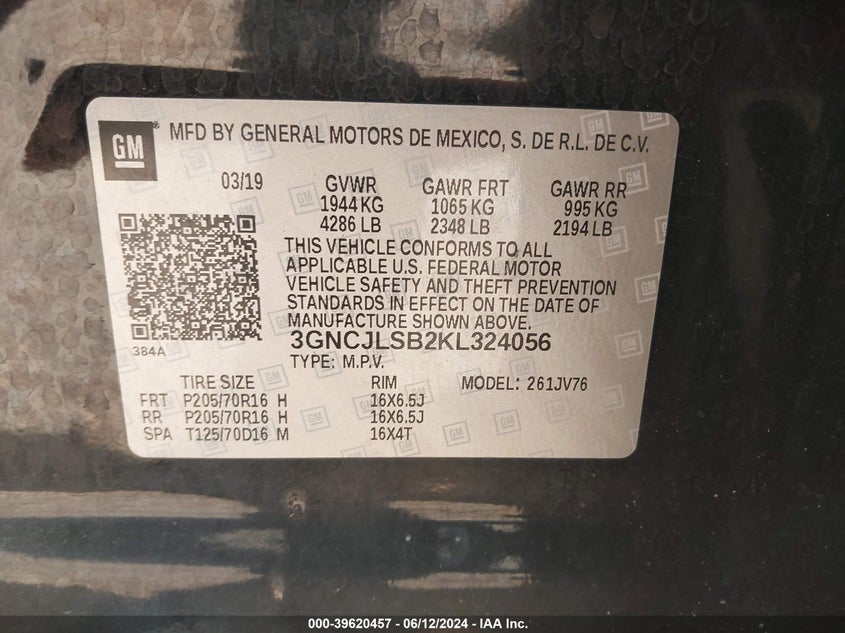 GM
MFD BY GENERAL MOTORS DE MEXICO, S. DE R.L. DE C.V.
03/19 GVWR GAWR FRT GAWR RR
1944 KG 1065 KG 995 KG
4286 LB 2348 LB 2194 LB
THIS VEHICLE CONFORMS TO ALL
APPLICABLE U.S. FEDERAL MOTOR
VEHICLE SAFETY AND THEFT PREVENTION
STANDARDS IN EFFECT ON THE DATE OF
MANUFACTURE SHOWN ABOVE.
384A
3GNCJLSB2KL324056
TYPE: M.P.V.
TIRE SIZE RIM MODEL: 261JV76
FRT P205/70R16 H 16X6.5J
RR P205/70R16 H 16X6.5J
SPA T125/70D16 M 16X4T
000-39620457 - 06/12/2024 - IAA Inc.